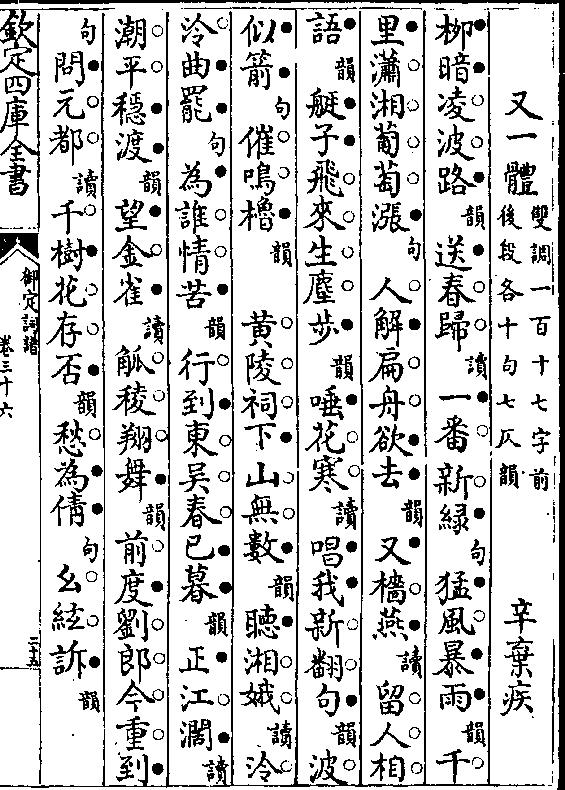 又一體 雙調一百十七字前後段各十句七仄韻 辛棄疾
柳暗凌波路韻送春歸讀一番新緑句猛風暴雨韻千
里瀟湘葡萄漲句人解扁舟欲去韻又檣燕讀留人相
語韻艇子飛來生塵步韻唾花寒讀唱我新翻句韻波
似箭句催鳴櫓韻 黄陵祠下山無數韻聽湘娥讀泠
泠曲罷句為誰情苦韻行到東吳春已暮韻正江濶讀
潮平穩渡韻望金雀讀觚稜翔舞韻前度劉郎今重到
句問元都讀千樹花存否韻愁為倩句幺絃訴韻
欽定四庫全書
御定詞譜
卷三十六
二十五